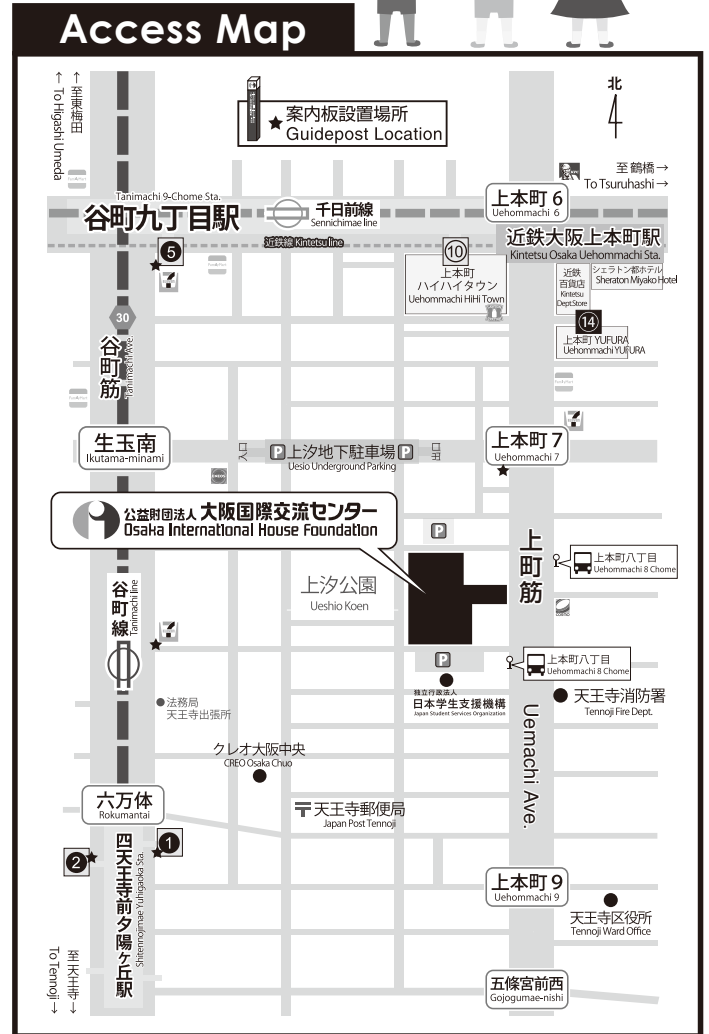 Access Map
← 至東梅田
← To Higashi Umeda
★ 案内板設置場所
Guidepost Location
北
4
至 鶴橋 →
To Tsuruhashi →
Tanimachi 9-Chome Sta.
谷町九丁目駅
千日前線
Sennichimae line
上本町 6
Uehommachi 6
近鉄線 Kintetsu line
近鉄大阪上本町駅
Kintetsu Osaka Uehommachi Sta.
5
10
上本町
ハイハイタウン
Uehommachi HiHi Town
近鉄
百貨店
Kintetsu
Dept.Store
シェラトン都ホテル
Sheraton Miyako Hotel
14
上本町 YUFURA
Uehommachi YUFURA
30
谷町筋
Tanimachi Ave.
生玉南
Ikutama-minami
入口
P 上汐地下駐車場 P
Uesio Underground Parking
出口
上本町 7
Uehommachi 7
公益財団法人 大阪国際交流センター
Osaka International House Foundation
P
上町筋
上本町八丁目
Uehommachi 8 Chome
谷町線
Tanimachi line
上汐公園
Ueshio Koen
P
上本町八丁目
Uehommachi 8 Chome
独立行政法人
日本学生支援機構
Japan Student Services Organization
天王寺消防署
Tennoji Fire Dept.
法務局
天王寺出張所
Uemachi Ave.
クレオ大阪中央
CREO Osaka Chuo
六万体
Rokumantai
〒天王寺郵便局
Japan Post Tennoji
1
2
四天王寺前夕陽ヶ丘駅
Shitennojimae Yuhigaoka Sta.
上本町 9
Uehommachi 9
天王寺区役所
Tennoji Ward Office
至 天王寺 →
To Tennoji →
五條宮前西
Gojogumae-nishi